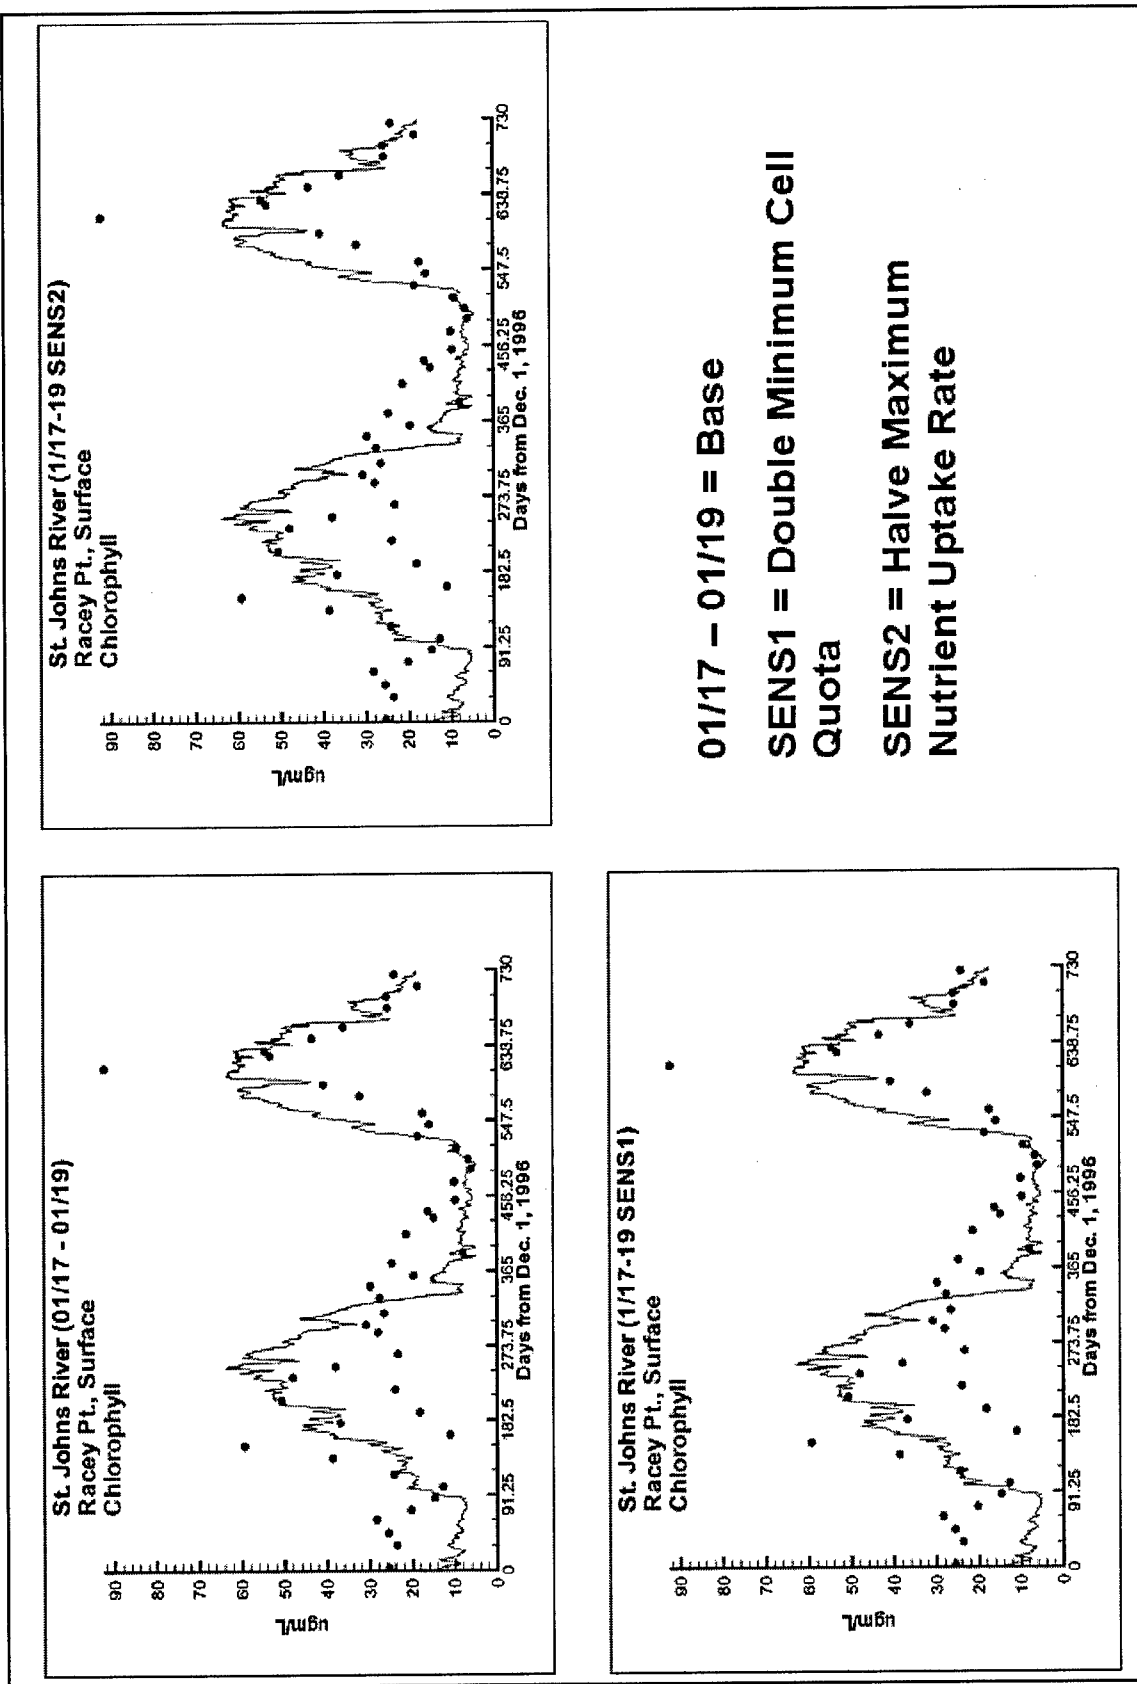 St. Johns River (01/17 - 01/19)
Racey Pt., Surface
Chlorophyll
ugm/L
90
80
70
60
50
40
30
20
10
0
0 91.25 182.5 273.75 365 456.25 547.5 638.75 730
Days from Dec. 1, 1996
St. Johns River (1/17-19 SENS2)
Racey Pt., Surface
Chlorophyll
ugm/L
90
80
70
60
50
40
30
20
10
0
0 91.25 182.5 273.75 365 456.25 547.5 638.75 730
Days from Dec. 1, 1996
St. Johns River (1/17-19 SENS1)
Racey Pt., Surface
Chlorophyll
ugm/L
90
80
70
60
50
40
30
20
10
0
0 91.25 182.5 273.75 365 456.25 547.5 638.75 730
Days from Dec. 1, 1996
01/17 – 01/19 = Base
SENS1 = Double Minimum Cell
Quota
SENS2 = Halve Maximum
Nutrient Uptake Rate